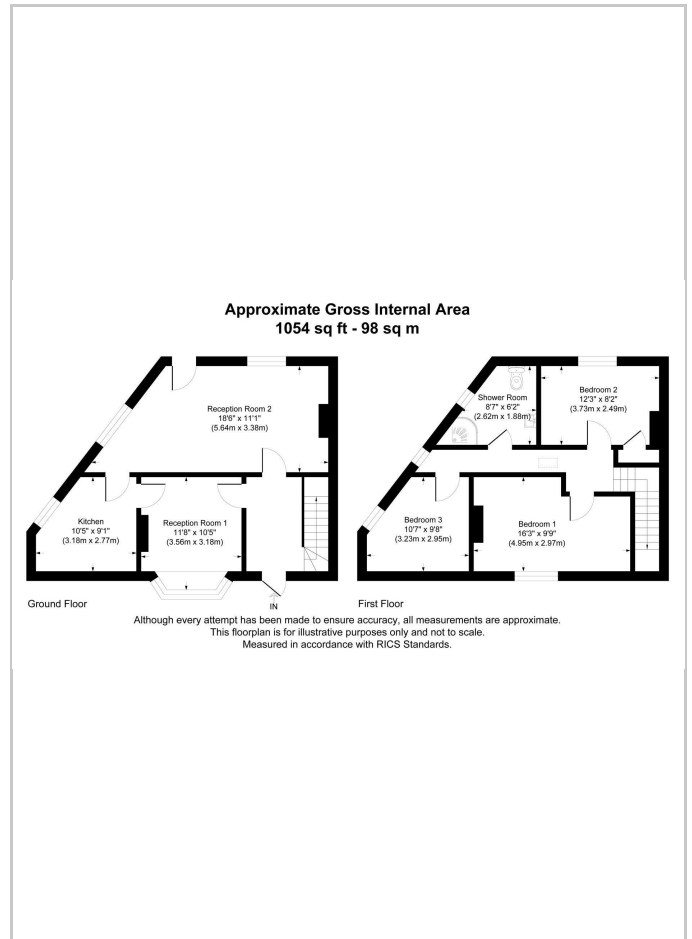 Approximate Gross Internal Area
1054 sq ft - 98 sq m
Reception Room 2
18'6" x 11'1"
(5.64m x 3.38m)
Kitchen
10'5" x 9'1"
(3.18m x 2.77m)
Reception Room 1
11'8" x 10'5"
(3.56m x 3.18m)
IN
Ground Floor
Shower Room
8'7" x 6'2"
(2.62m x 1.88m)
Bedroom 2
12'3" x 8'2"
(3.73m x 2.49m)
Bedroom 3
10'7" x 9'8"
(3.23m x 2.95m)
Bedroom 1
16'3" x 9'9"
(4.95m x 2.97m)
First Floor
Although every attempt has been made to ensure accuracy, all measurements are approximate.
This floorplan is for illustrative purposes only and not to scale.
Measured in accordance with RICS Standards.